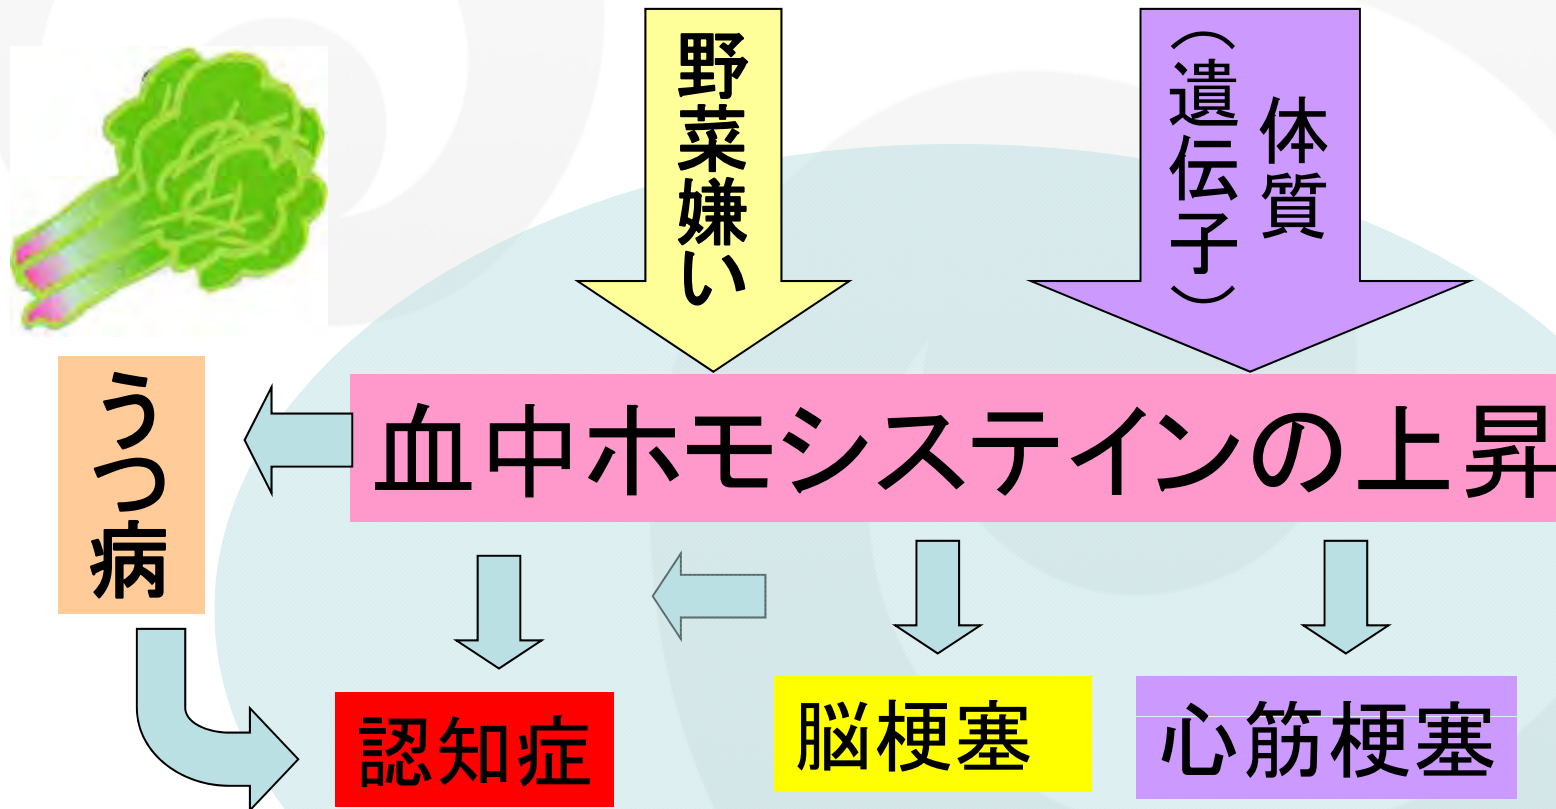 野菜嫌い
体質
（遺伝子）
血中ホモシステインの上昇
うつ病
認知症
脳梗塞
心筋梗塞